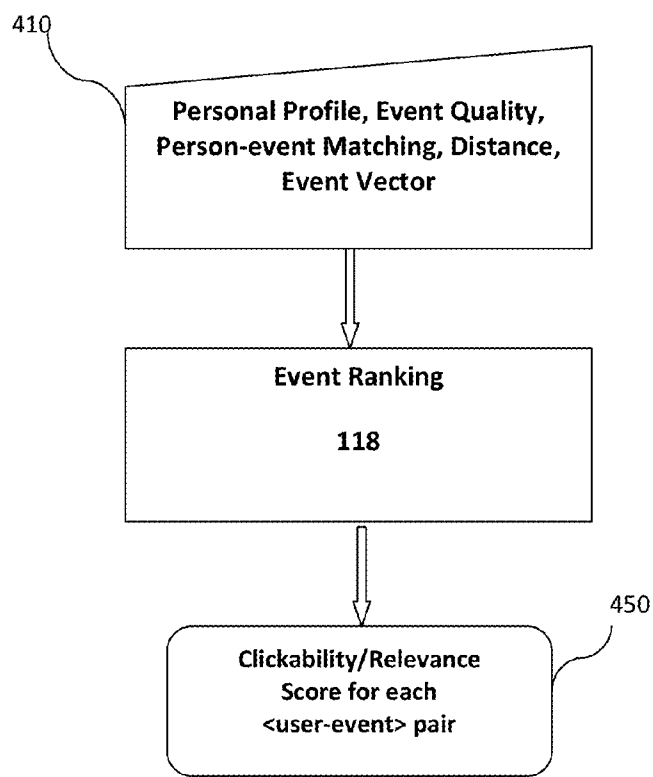 410
Personal Profile, Event Quality,
Person-event Matching, Distance,
Event Vector
Event Ranking
118
450
Clickability/Relevance
Score for each
<user-event> pair